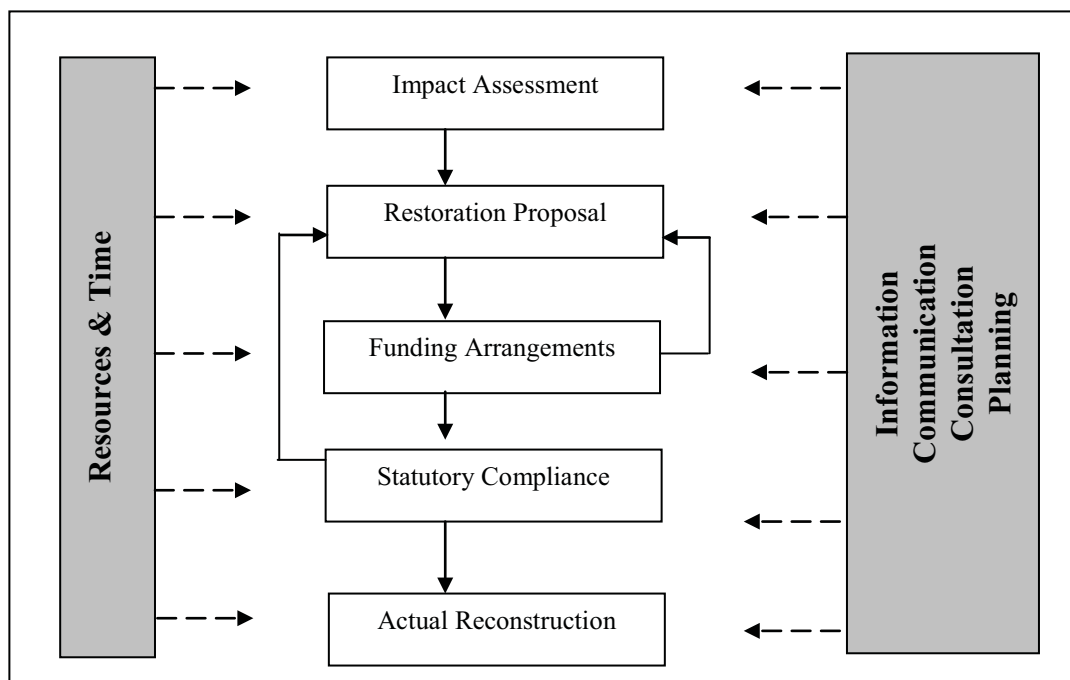 Resources & Time
Impact Assessment
Restoration Proposal
Funding Arrangements
Statutory Compliance
Actual Reconstruction
Information
Communication
Consultation
Planning